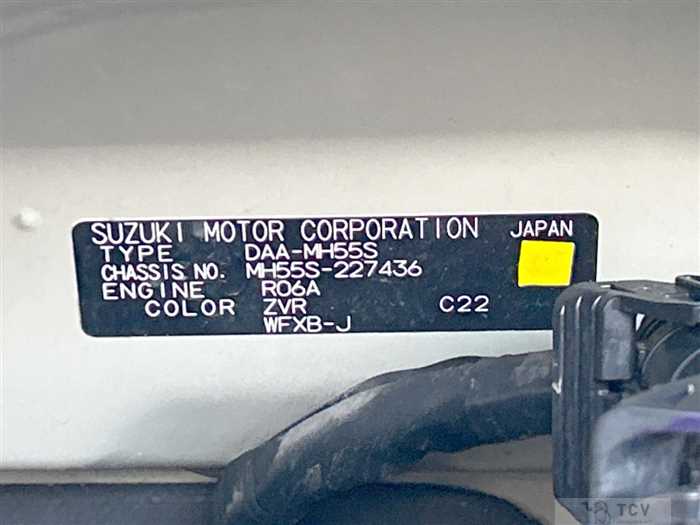 SUZUKI MOTOR CORPORATION JAPAN
TYPE DAA-MH55S
CHASSIS NO. MH55S-227436
ENGINE R06A
COLOR ZVR C22
WFXB-J
TCV